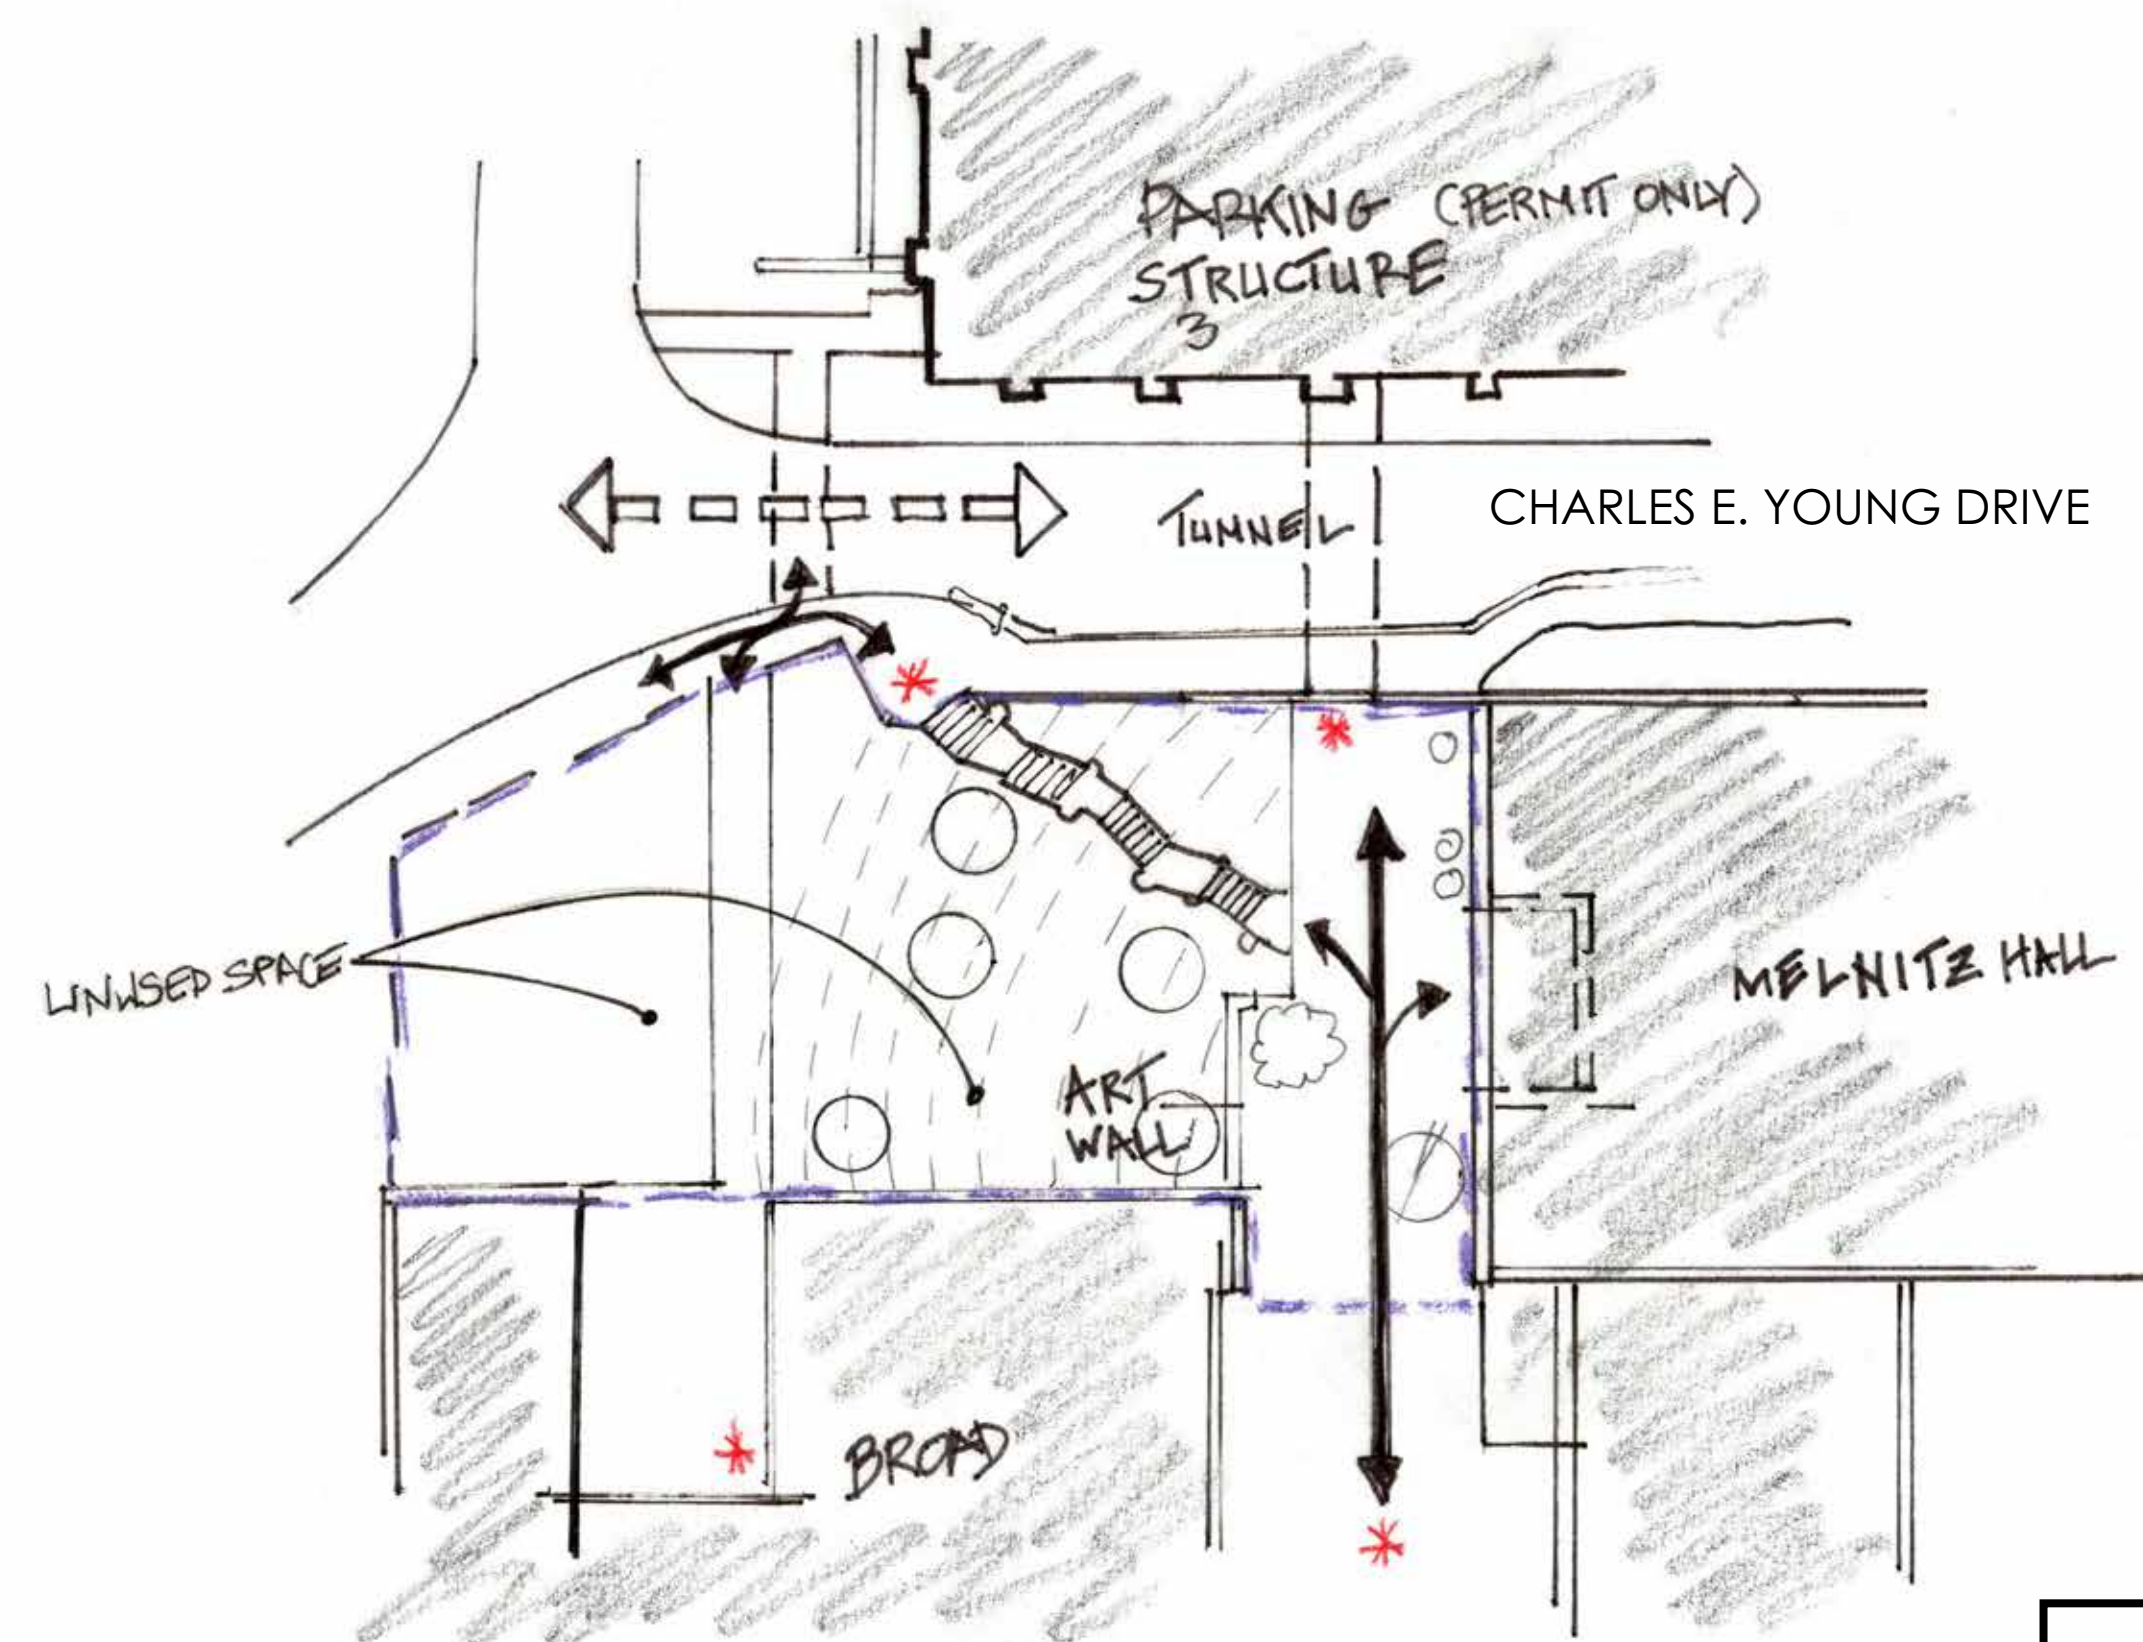 PARKING (PERMIT ONLY)
STRUCTURE
3
TUNNEL
CHARLES E. YOUNG DRIVE
UNUSED SPACE
MELNITZ HALL
ART
WALL
BROAD